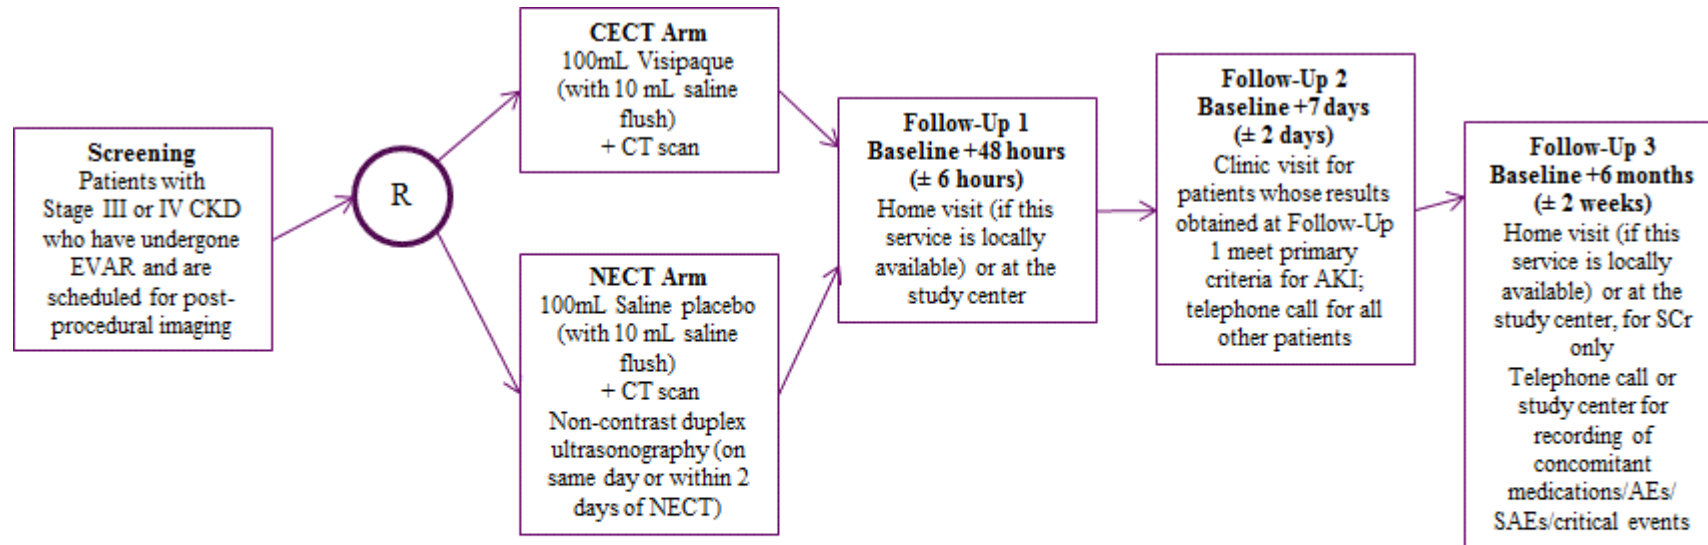 Screening
Patients with
Stage III or IV CKD
who have undergone
EVAR and are
scheduled for post-
procedural imaging
R
CECT Arm
100mL Visipaque
(with 10 mL saline
flush)
+ CT scan
NECT Arm
100mL Saline placebo
(with 10 mL saline
flush)
+ CT scan
Non-contrast duplex
ultrasonography (on
same day or within 2
days of NECT)
Follow-Up 1
Baseline +48 hours
(± 6 hours)
Home visit (if this
service is locally
available) or at the
study center
Follow-Up 2
Baseline +7 days
(± 2 days)
Clinic visit for
patients whose results
obtained at Follow-Up
1 meet primary
criteria for AKI;
telephone call for all
other patients
Follow-Up 3
Baseline +6 months
(± 2 weeks)
Home visit (if this
service is locally
available) or at the
study center, for SCr
only
Telephone call or
study center for
recording of
concomitant
medications/AEs/
SAEs/critical events